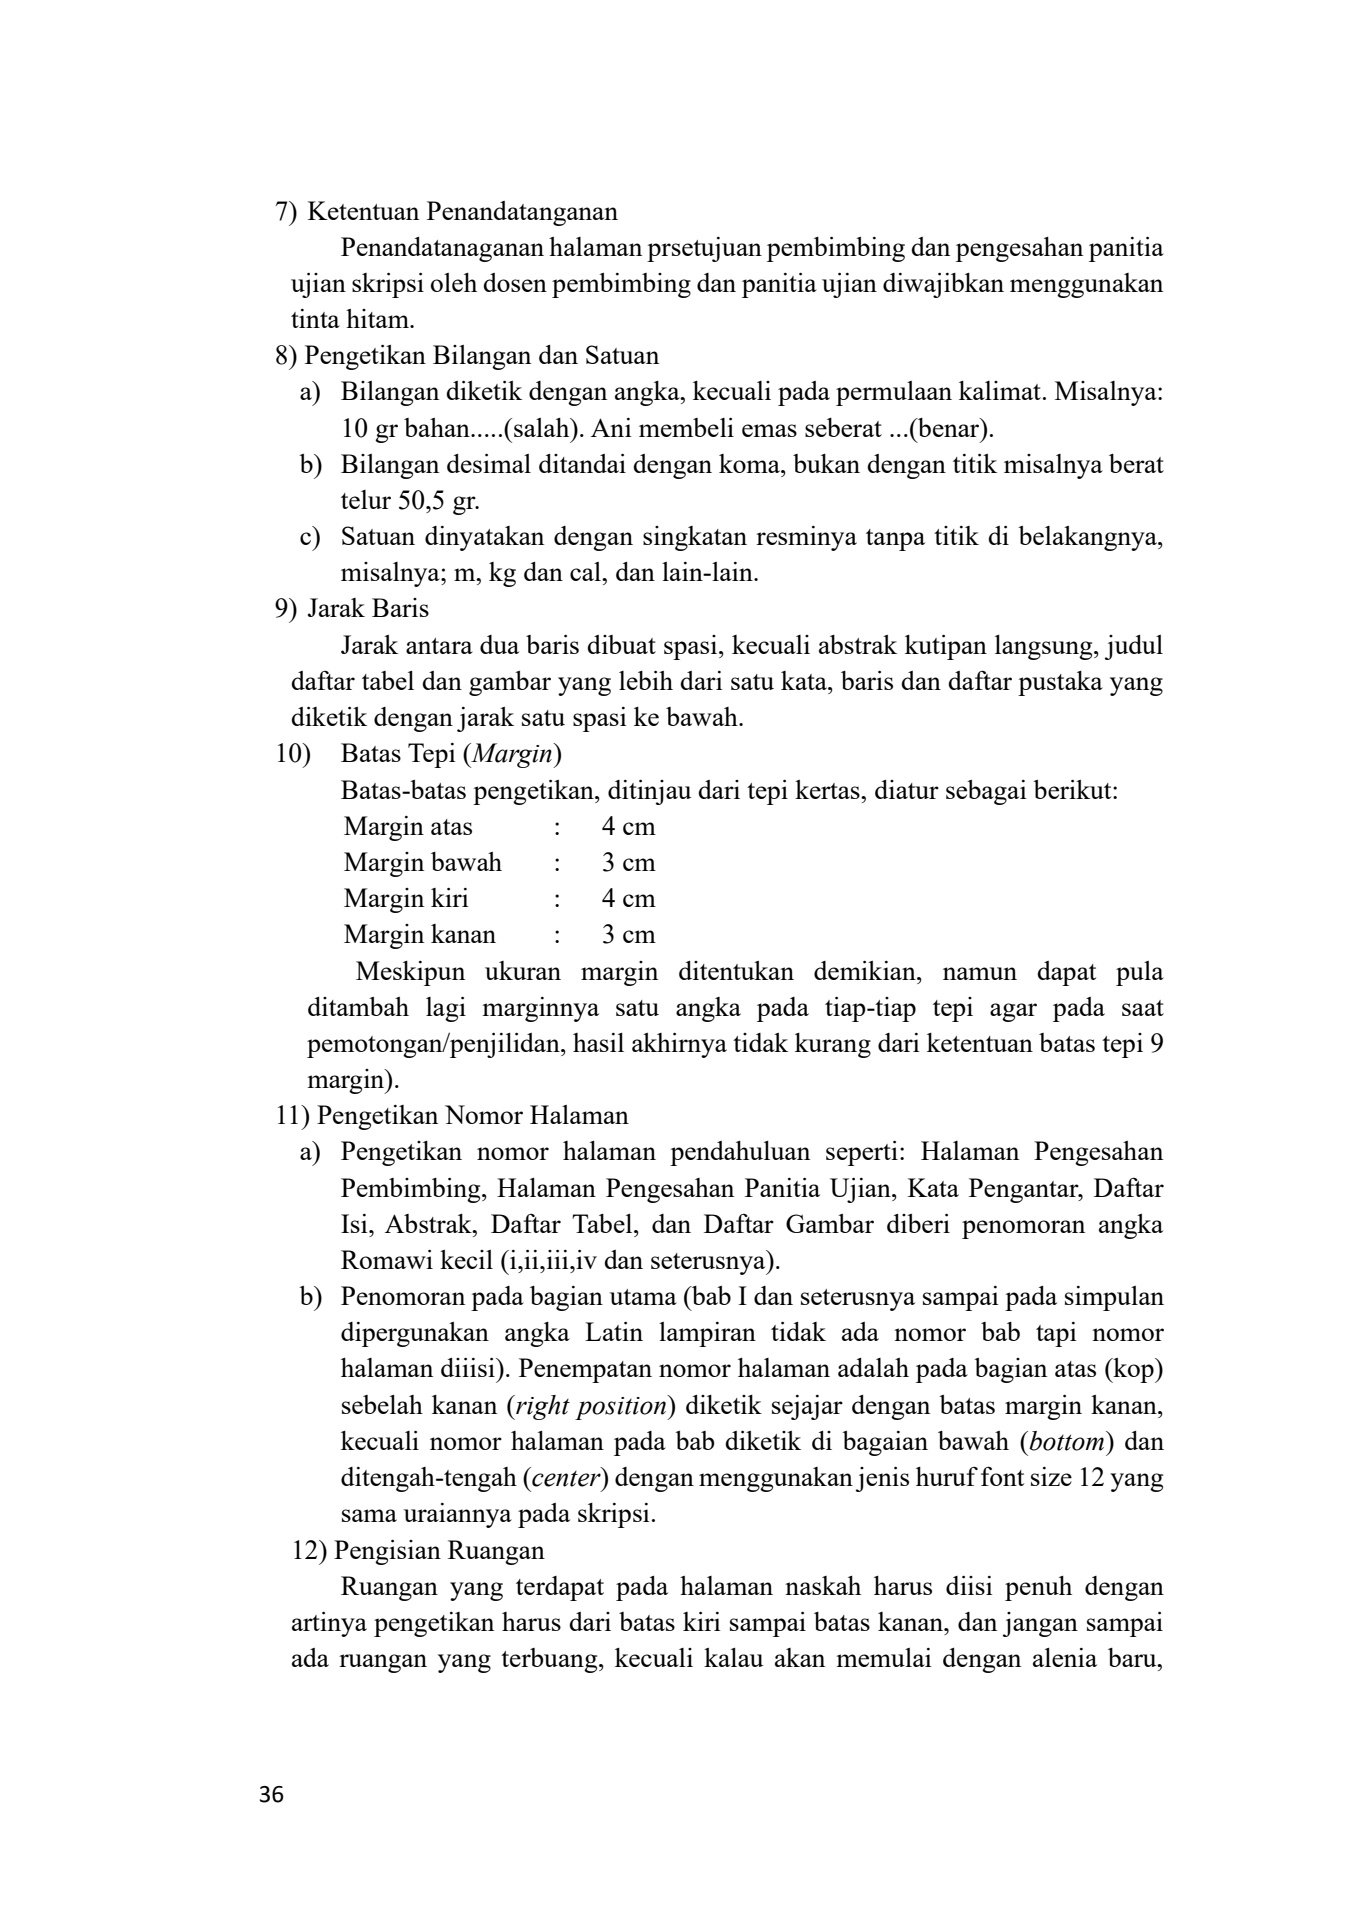 7) Ketentuan Penandatanganan
Penandatanaganan halaman prsetujuan pembimbing dan pengesahan panitia
ujian skripsi oleh dosen pembimbing dan panitia ujian diwajibkan menggunakan
tinta hitam.
8) Pengetikan Bilangan dan Satuan
a) Bilangan diketik dengan angka, kecuali pada permulaan kalimat. Misalnya:
10 gr bahan.....(salah). Ani membeli emas seberat ...(benar).
b) Bilangan desimal ditandai dengan koma, bukan dengan titik misalnya berat
telur 50,5 gr.
c) Satuan dinyatakan dengan singkatan resminya tanpa titik di belakangnya,
misalnya; m, kg dan cal, dan lain-lain.
9) Jarak Baris
Jarak antara dua baris dibuat spasi, kecuali abstrak kutipan langsung, judul
daftar tabel dan gambar yang lebih dari satu kata, baris dan daftar pustaka yang
diketik dengan jarak satu spasi ke bawah.
10) Batas Tepi (Margin)
Batas-batas pengetikan, ditinjau dari tepi kertas, diatur sebagai berikut:
Margin atas : 4 cm
Margin bawah : 3 cm
Margin kiri : 4 cm
Margin kanan : 3 cm
Meskipun ukuran margin ditentukan demikian, namun dapat pula
ditambah lagi marginnya satu angka pada tiap-tiap tepi agar pada saat
pemotongan/penjilidan, hasil akhirnya tidak kurang dari ketentuan batas tepi 9
margin).
11) Pengetikan Nomor Halaman
a) Pengetikan nomor halaman pendahuluan seperti: Halaman Pengesahan
Pembimbing, Halaman Pengesahan Panitia Ujian, Kata Pengantar, Daftar
Isi, Abstrak, Daftar Tabel, dan Daftar Gambar diberi penomoran angka
Romawi kecil (i,ii,iii,iv dan seterusnya).
b) Penomoran pada bagian utama (bab I dan seterusnya sampai pada simpulan
dipergunakan angka Latin lampiran tidak ada nomor bab tapi nomor
halaman diiisi). Penempatan nomor halaman adalah pada bagian atas (kop)
sebelah kanan (right position) diketik sejajar dengan batas margin kanan,
kecuali nomor halaman pada bab diketik di bagaian bawah (bottom) dan
ditengah-tengah (center) dengan menggunakan jenis huruf font size 12 yang
sama uraiannya pada skripsi.
12) Pengisian Ruangan
Ruangan yang terdapat pada halaman naskah harus diisi penuh dengan
artinya pengetikan harus dari batas kiri sampai batas kanan, dan jangan sampai
ada ruangan yang terbuang, kecuali kalau akan memulai dengan alenia baru,
36